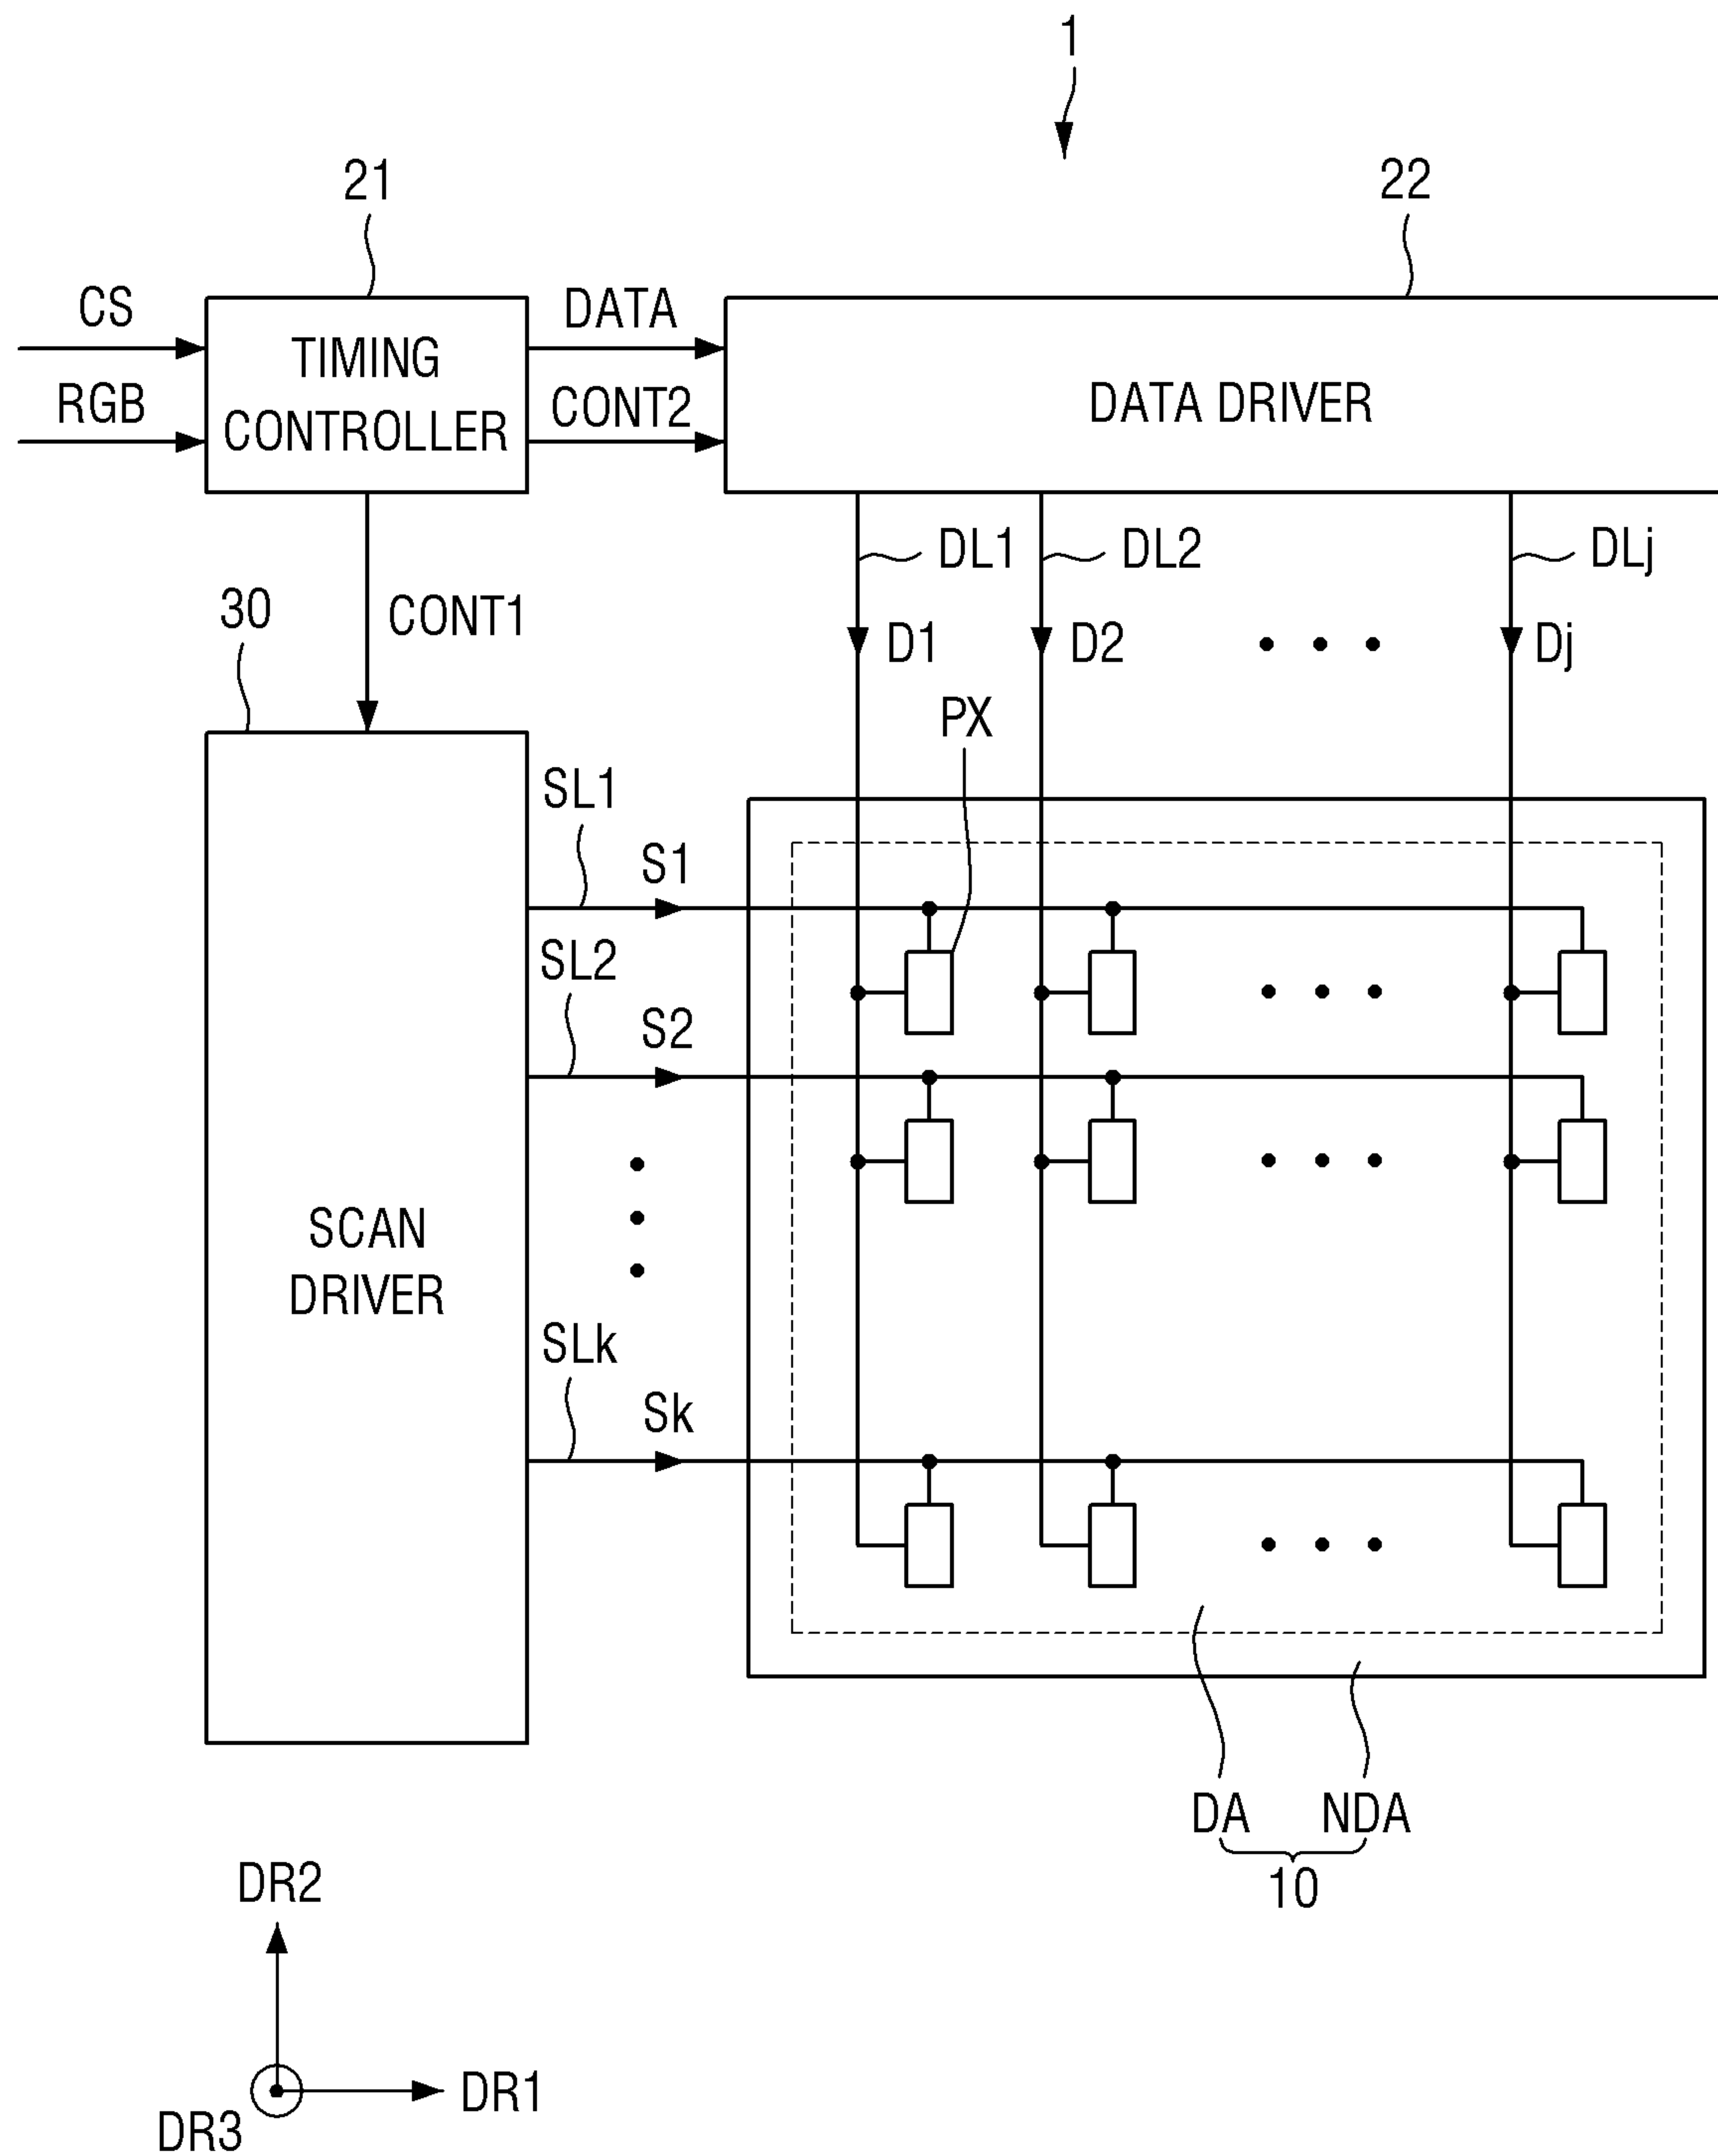 1
21
22
CS
RGB
TIMING
CONTROLLER
DATA
CONT2
DATA DRIVER
DL1
DL2
DLj
30
CONT1
D1
D2
Dj
PX
SL1
S1
SL2
S2
SCAN
DRIVER
SLk
Sk
DA
NDA
10
DR2
DR1
DR3